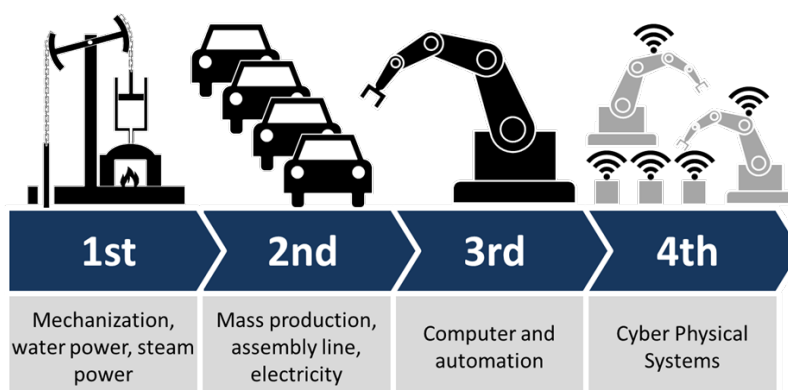 1st
2nd
3rd
4th
Mechanization,
water power, steam
power
Mass production,
assembly line,
electricity
Computer and
automation
Cyber Physical
Systems